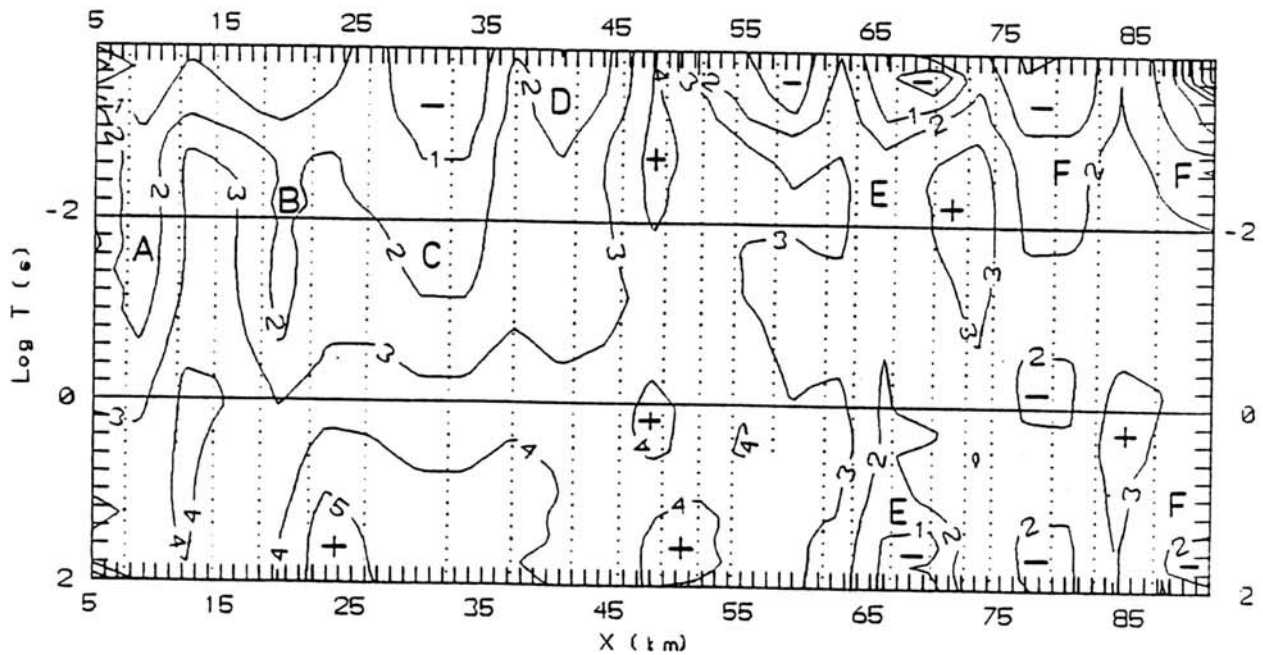 5 15 25 35 45 55 65 75 85
4 3 2
D
1 1 2
2 1 2
+
2 3 B E F 2 F
-2 + -2
A 2 C 3 3 3
Log T (s)
2 3
3
2
0 0
3 + 4 4 +
4 3 2 3
E F
4 5 4 1 2 2 2
4 + +
2 2
5 15 25 35 45 55 65 75 85
X (tm)